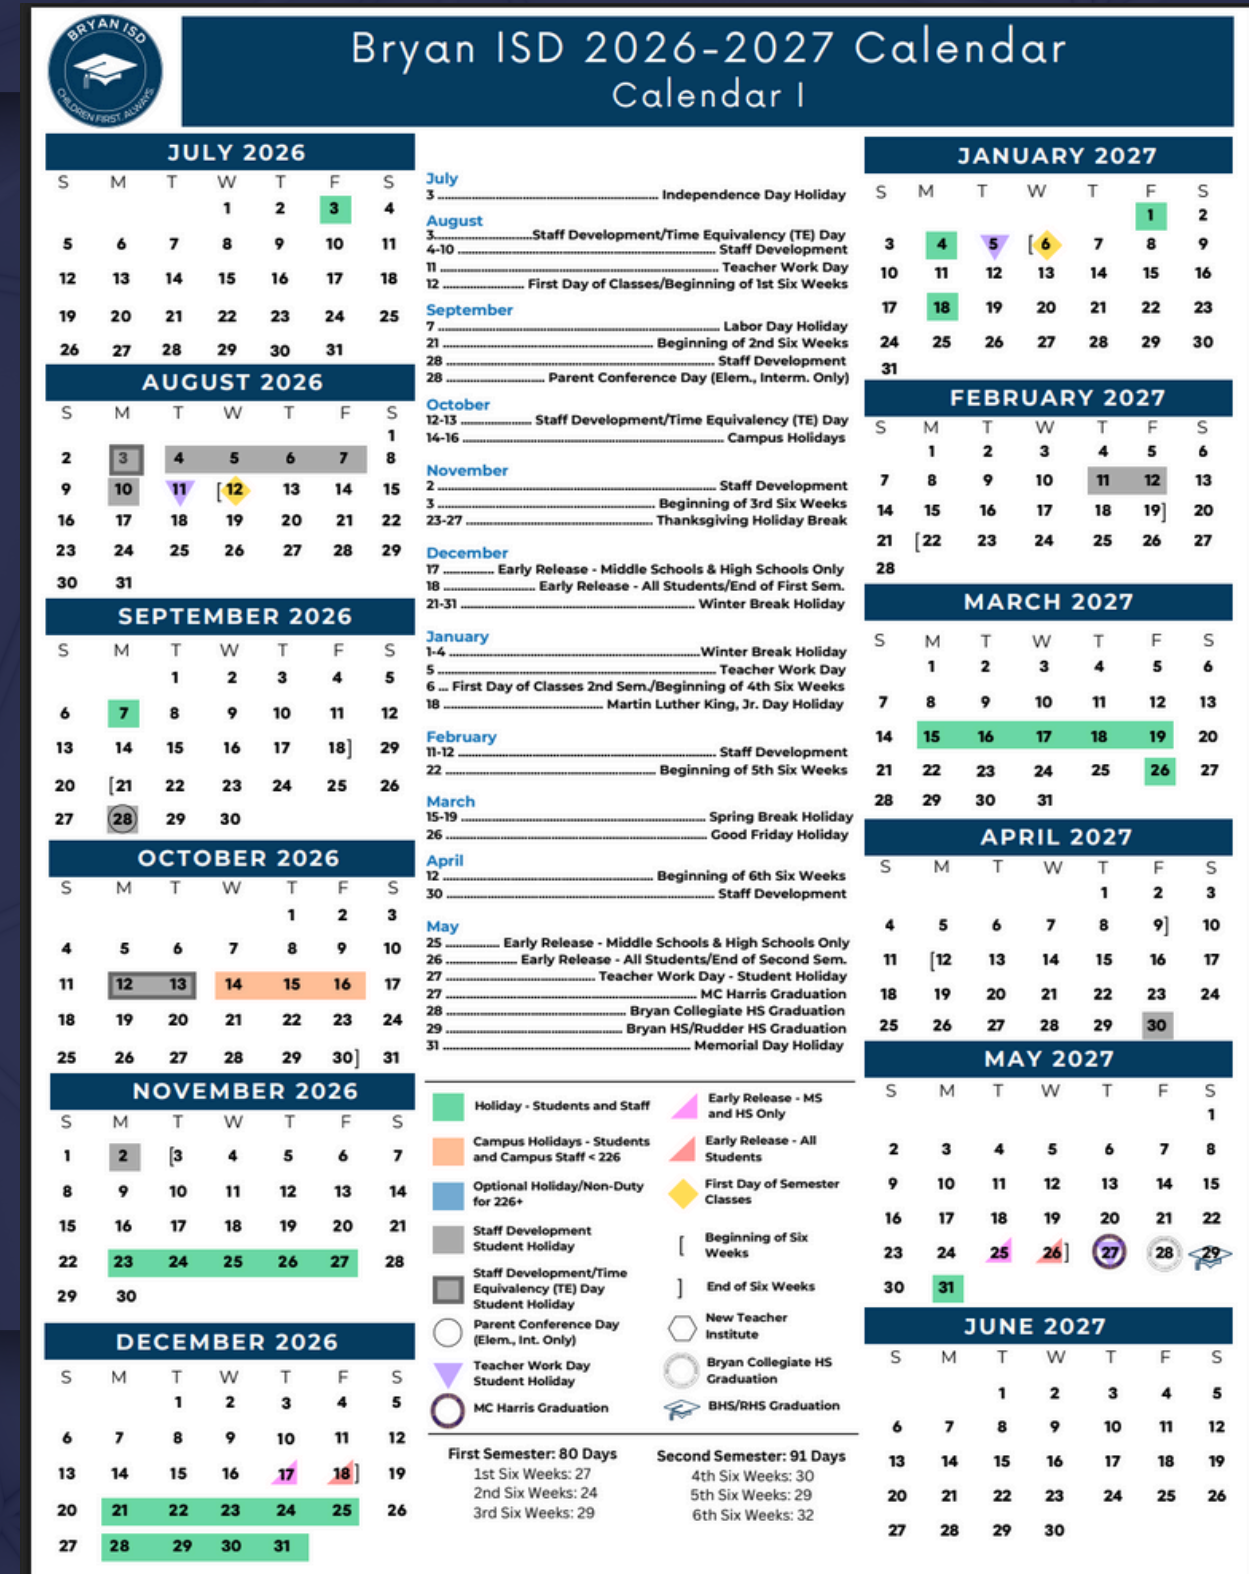 BRYAN ISD
CHILDREN FIRST. ALWAYS.
Bryan ISD 2026-2027 Calendar
Calendar I
JULY 2026
S M T W T F S
1 2 3 4
5 6 7 8 9 10 11
12 13 14 15 16 17 18
19 20 21 22 23 24 25
26 27 28 29 30 31
AUGUST 2026
S M T W T F S
1
2 3 4 5 6 7 8
9 10 11 [12 13 14 15
16 17 18 19 20 21 22
23 24 25 26 27 28 29
30 31
SEPTEMBER 2026
S M T W T F S
1 2 3 4 5
6 7 8 9 10 11 12
13 14 15 16 17 18] 29
20 [21 22 23 24 25 26
27 28 29 30
OCTOBER 2026
S M T W T F S
1 2 3
4 5 6 7 8 9 10
11 12 13 14 15 16 17
18 19 20 21 22 23 24
25 26 27 28 29 30] 31
NOVEMBER 2026
S M T W T F S
1 2 [3 4 5 6 7
8 9 10 11 12 13 14
15 16 17 18 19 20 21
22 23 24 25 26 27 28
29 30
DECEMBER 2026
S M T W T F S
1 2 3 4 5
6 7 8 9 10 11 12
13 14 15 16 17 18] 19
20 21 22 23 24 25 26
27 28 29 30 31
July
3 ... Independence Day Holiday
August
3 ... Staff Development/Time Equivalency (TE) Day
4-10 ... Staff Development
11 ... Teacher Work Day
12 ... First Day of Classes/Beginning of 1st Six Weeks
September
7 ... Labor Day Holiday
21 ... Beginning of 2nd Six Weeks
28 ... Staff Development
28 ... Parent Conference Day (Elem., Interm. Only)
October
12-13 ... Staff Development/Time Equivalency (TE) Day
14-16 ... Campus Holidays
November
2 ... Staff Development
3 ... Beginning of 3rd Six Weeks
23-27 ... Thanksgiving Holiday Break
December
17 ... Early Release - Middle Schools & High Schools Only
18 ... Early Release - All Students/End of First Sem.
21-31 ... Winter Break Holiday
January
1-4 ... Winter Break Holiday
5 ... Teacher Work Day
6 ... First Day of Classes 2nd Sem./Beginning of 4th Six Weeks
18 ... Martin Luther King, Jr. Day Holiday
February
11-12 ... Staff Development
22 ... Beginning of 5th Six Weeks
March
15-19 ... Spring Break Holiday
26 ... Good Friday Holiday
April
12 ... Beginning of 6th Six Weeks
30 ... Staff Development
May
25 ... Early Release - Middle Schools & High Schools Only
26 ... Early Release - All Students/End of Second Sem.
27 ... Teacher Work Day - Student Holiday
27 ... MC Harris Graduation
28 ... Bryan Collegiate HS Graduation
29 ... Bryan HS/Rudder HS Graduation
31 ... Memorial Day Holiday
Holiday - Students and Staff
Campus Holidays - Students
and Campus Staff < 226
Optional Holiday/Non-Duty
for 226+
Staff Development
Student Holiday
Staff Development/Time
Equivalency (TE) Day
Student Holiday
Parent Conference Day
(Elem., Int. Only)
Teacher Work Day
Student Holiday
MC Harris Graduation
Early Release - MS
and HS Only
Early Release - All
Students
First Day of Semester
Classes
[ Beginning of Six
Weeks
] End of Six Weeks
New Teacher
Institute
Bryan Collegiate HS
Graduation
BHS/RHS Graduation
First Semester: 80 Days
1st Six Weeks: 27
2nd Six Weeks: 24
3rd Six Weeks: 29
Second Semester: 91 Days
4th Six Weeks: 30
5th Six Weeks: 29
6th Six Weeks: 32
JANUARY 2027
S M T W T F S
1 2
3 4 5 [6 7 8 9
10 11 12 13 14 15 16
17 18 19 20 21 22 23
24 25 26 27 28 29 30
31
FEBRUARY 2027
S M T W T F S
1 2 3 4 5 6
7 8 9 10 11 12 13
14 15 16 17 18 19] 20
21 [22 23 24 25 26 27
28
MARCH 2027
S M T W T F S
1 2 3 4 5 6
7 8 9 10 11 12 13
14 15 16 17 18 19 20
21 22 23 24 25 26 27
28 29 30 31
APRIL 2027
S M T W T F S
1 2 3
4 5 6 7 8 9] 10
11 [12 13 14 15 16 17
18 19 20 21 22 23 24
25 26 27 28 29 30
MAY 2027
S M T W T F S
1
2 3 4 5 6 7 8
9 10 11 12 13 14 15
16 17 18 19 20 21 22
23 24 25 26] 27 28 29
30 31
JUNE 2027
S M T W T F S
1 2 3 4 5
6 7 8 9 10 11 12
13 14 15 16 17 18 19
20 21 22 23 24 25 26
27 28 29 30